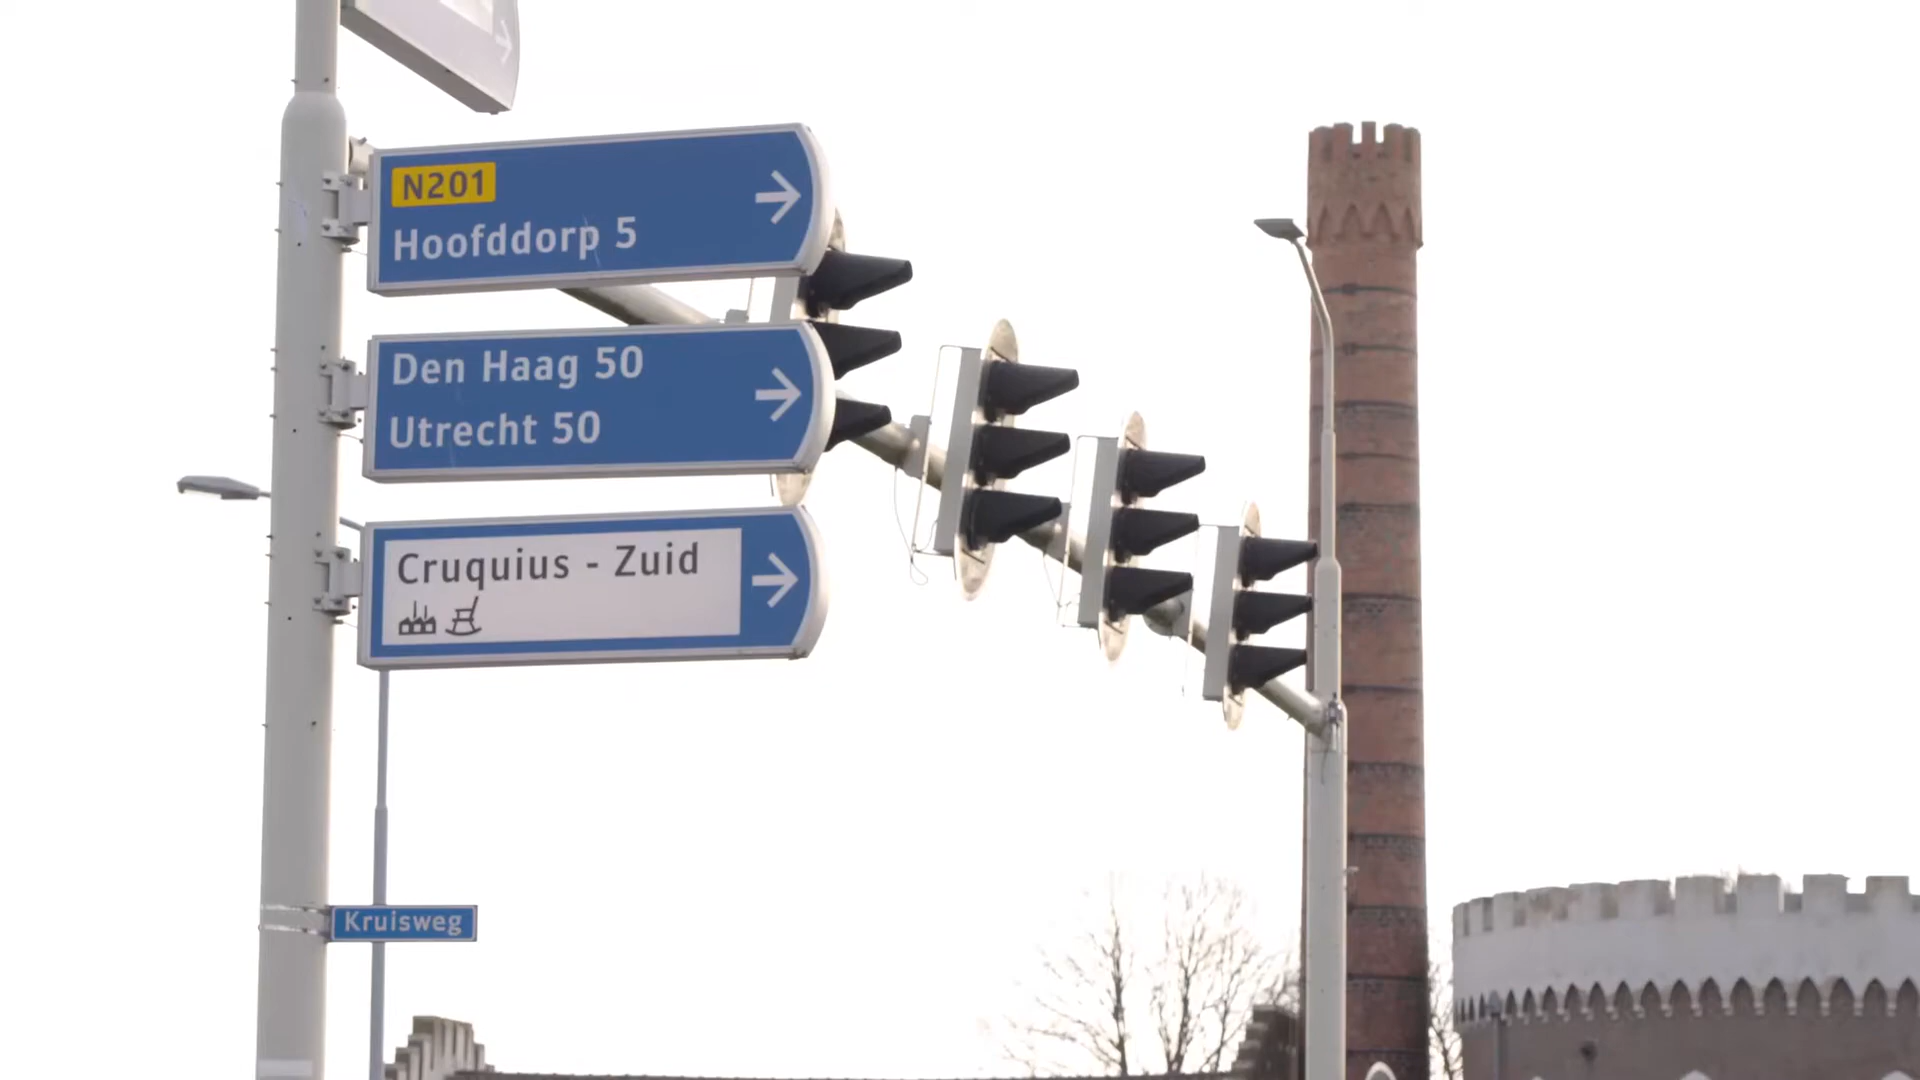 N201
Hoofddorp 5
Den Haag 50
Utrecht 50
Cruquius - Zuid
Kruisweg